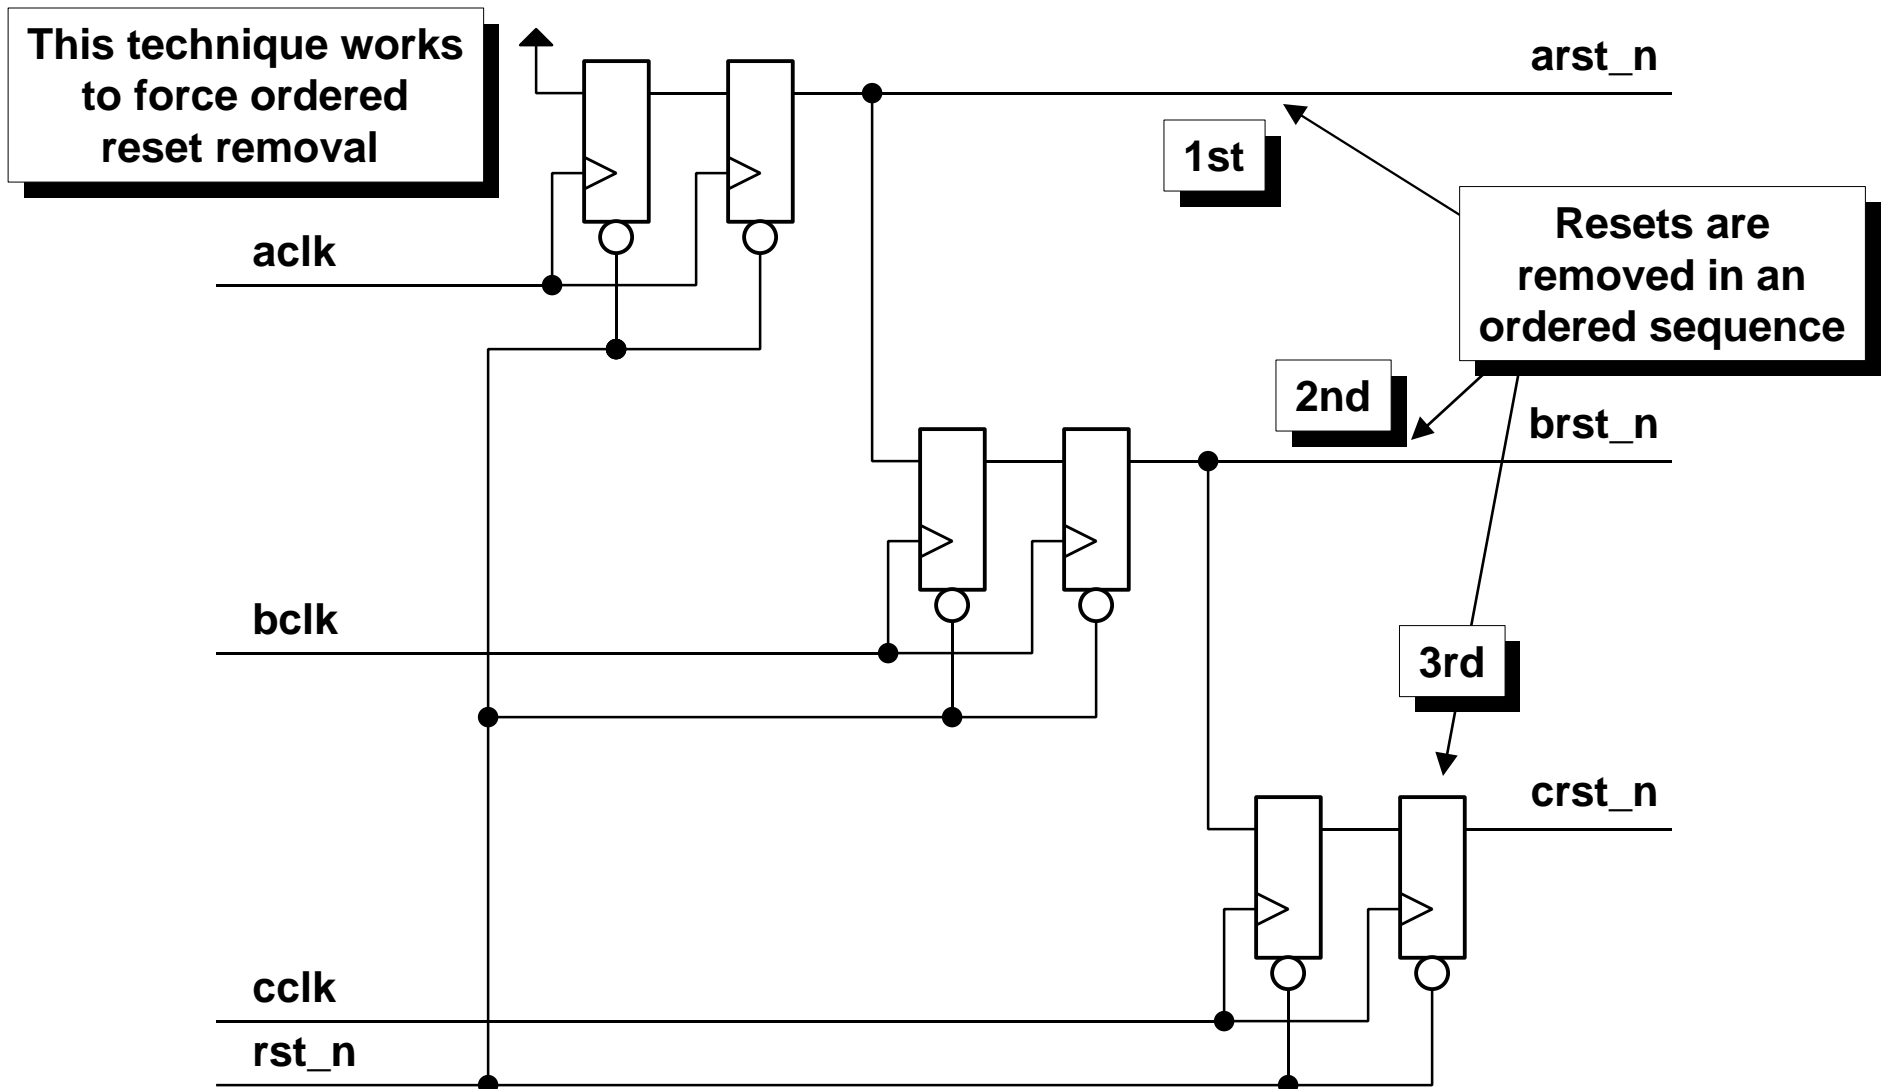 This technique works
to force ordered
reset removal
arst_n
1st
Resets are
removed in an
ordered sequence
aclk
2nd
brst_n
bclk
3rd
crst_n
cclk
rst_n